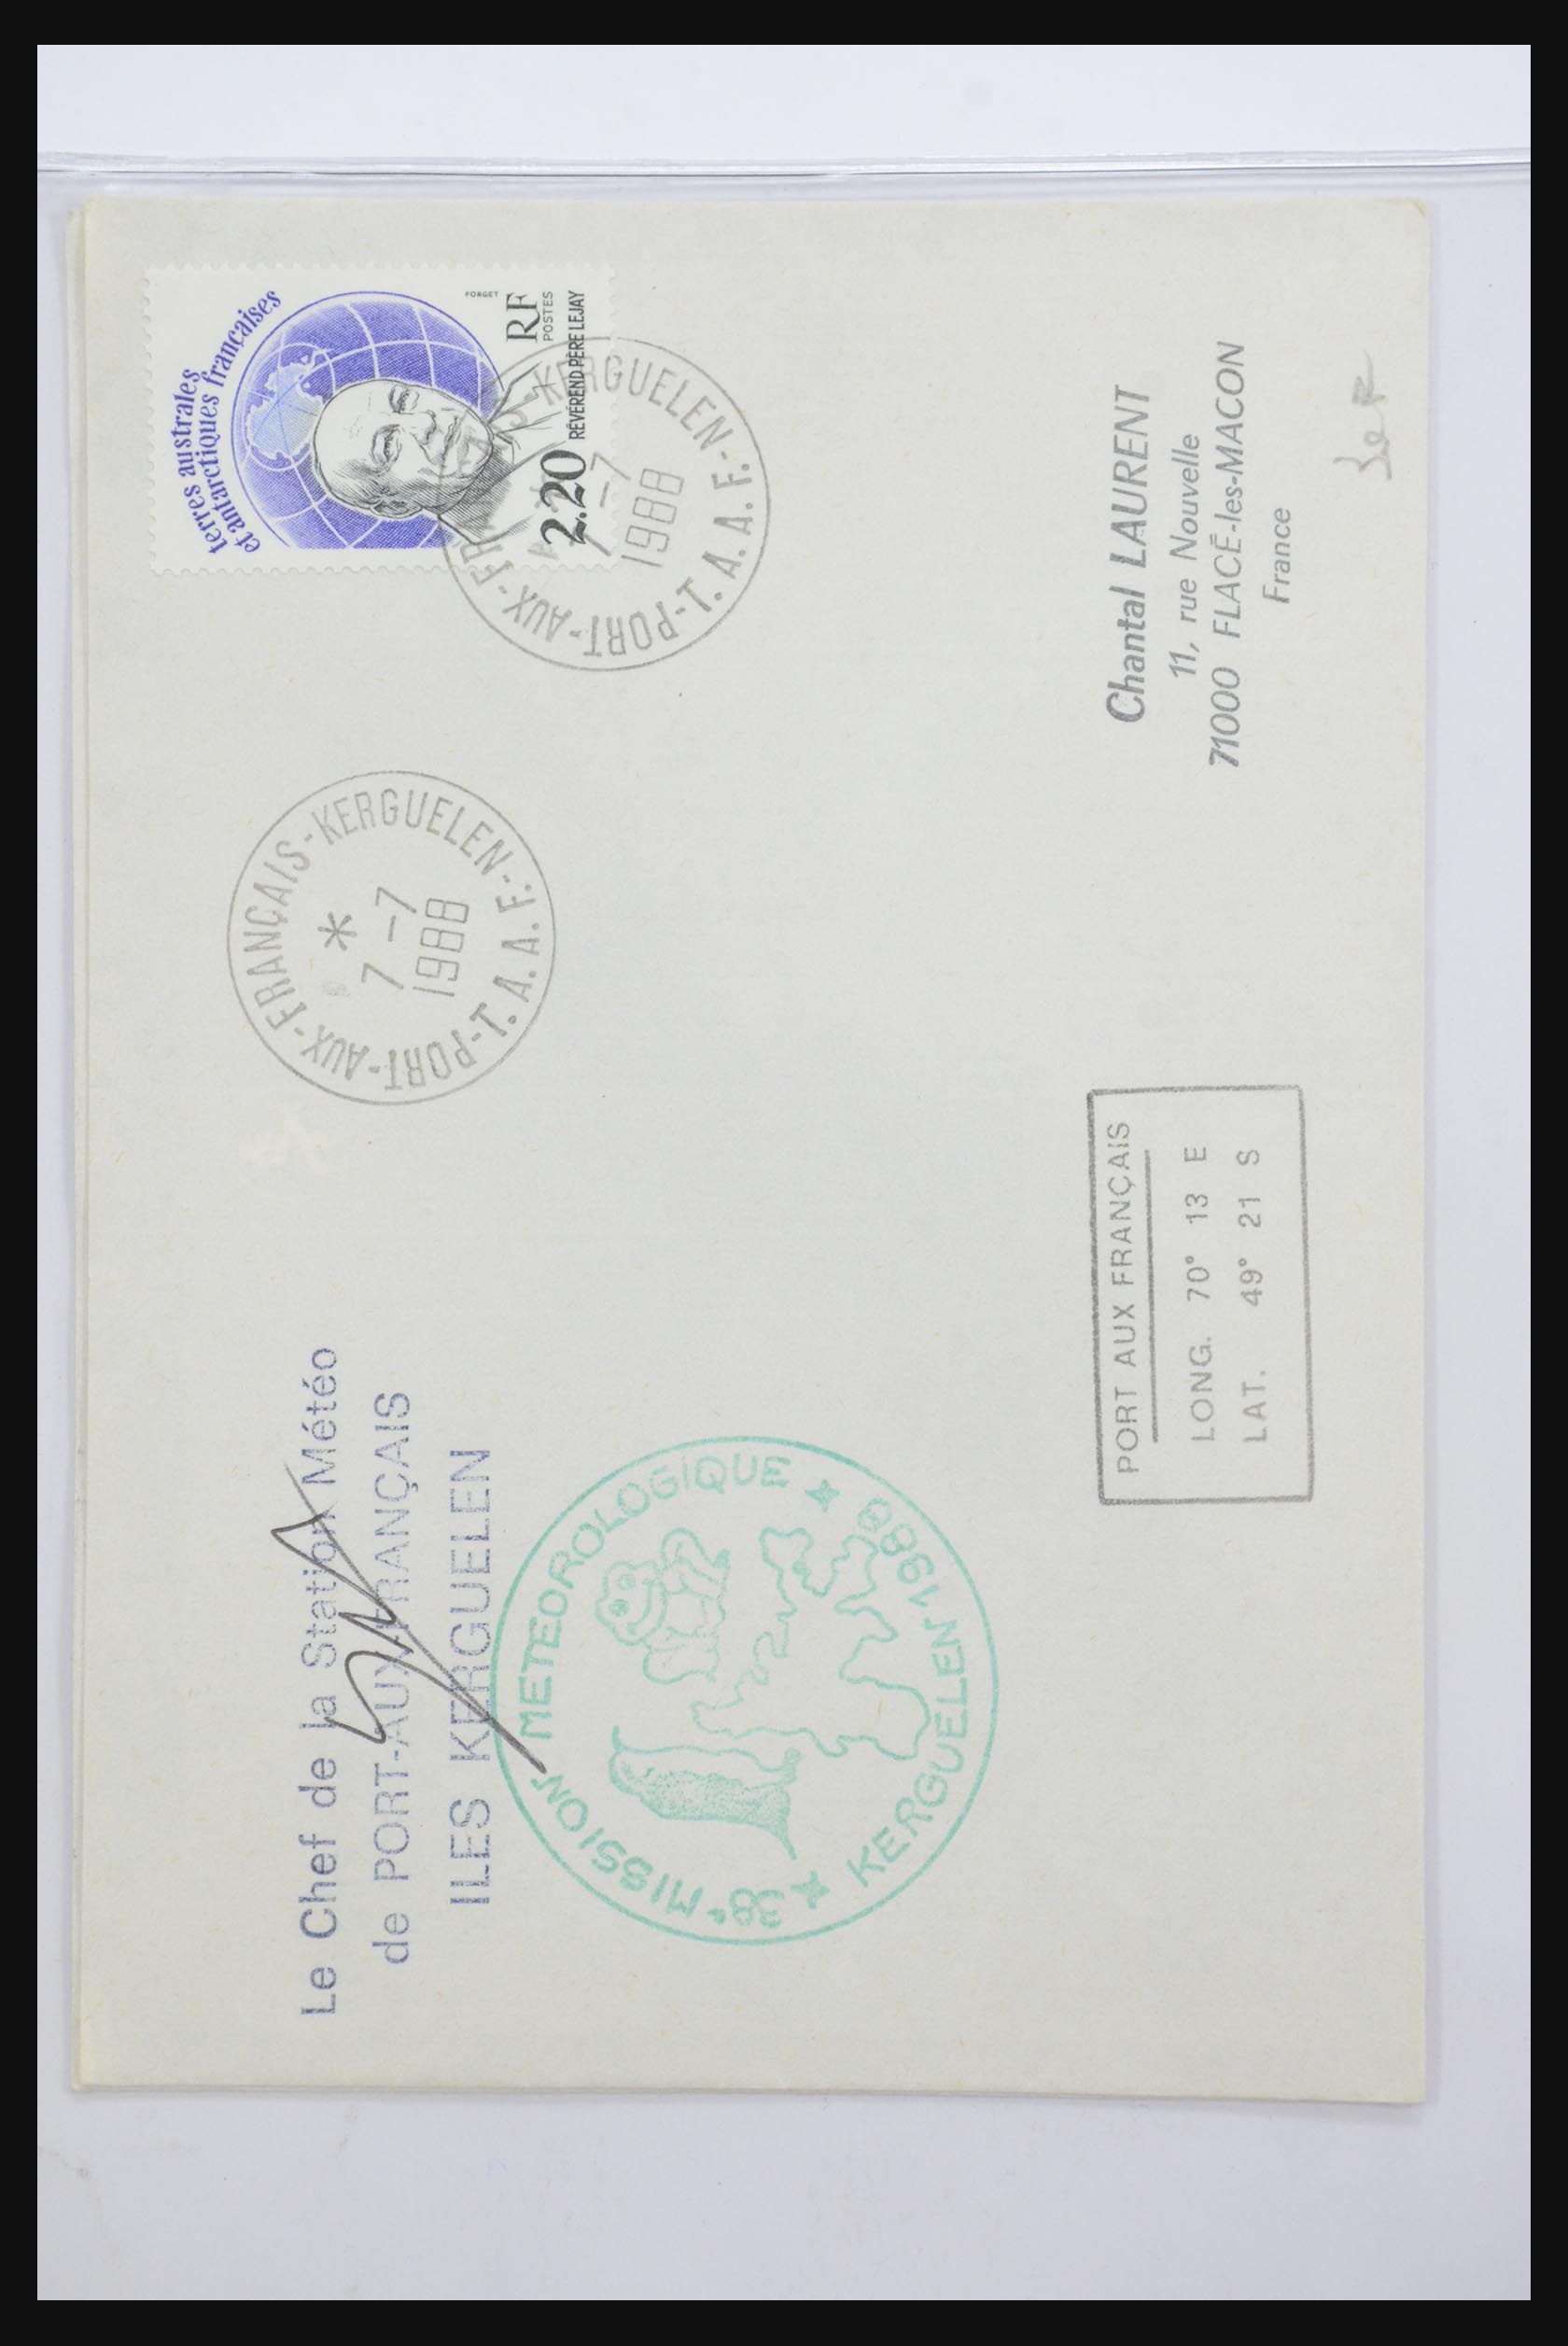 Le Chef de la Station Météo
de PORT-AUX-FRANÇAIS
ILES KERGUELEN
PORT-AUX-FRANÇAIS-KERGUELEN-
*
7 -7
1988
T. A. A. F.
terres australes
et antarctiques françaises
FORGET
RF
POSTES
2.20 RÉVÉREND PÈRE LEJAY
PORT-AUX-FRANÇAIS-KERGUELEN-
7 -7
1988
T. A. A. F.
38e MISSION METEOROLOGIQUE
KERGUELEN 1988
PORT AUX FRANÇAIS
LONG. 70° 13 E
LAT. 49° 21 S
Chantal LAURENT
11, rue Nouvelle
71000 FLACÉ-les-MACON
France